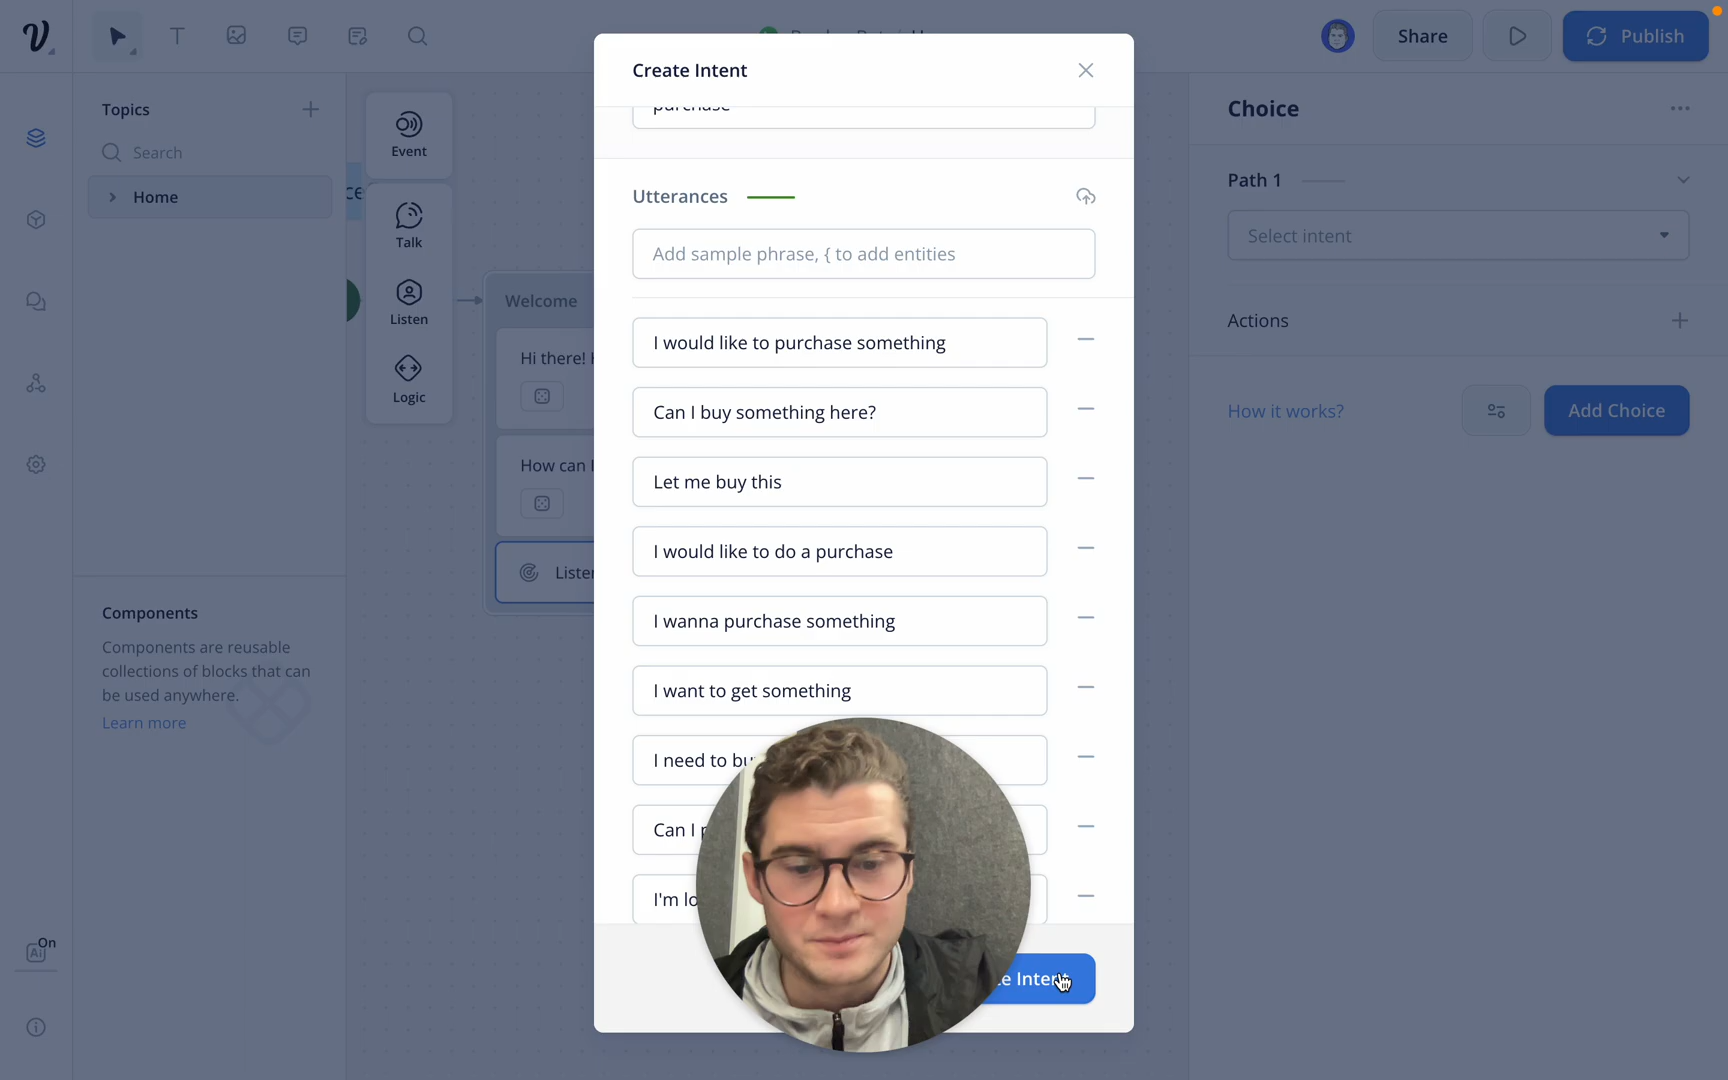 Share
Publish
Topics
Search
Home
Components
Components are reusable
collections of blocks that can
be used anywhere.
Learn more
On
Ai
Event
Talk
Listen
Logic
Welcome
Hi there!
How can
Create Intent
purchase
Utterances
Add sample phrase, { to add entities
I would like to purchase something
Can I buy something here?
Let me buy this
I would like to do a purchase
I wanna purchase something
I want to get something
I need to
Can I
I'm
Intent
Choice
Path 1
Select intent
Actions
How it works?
Add Choice